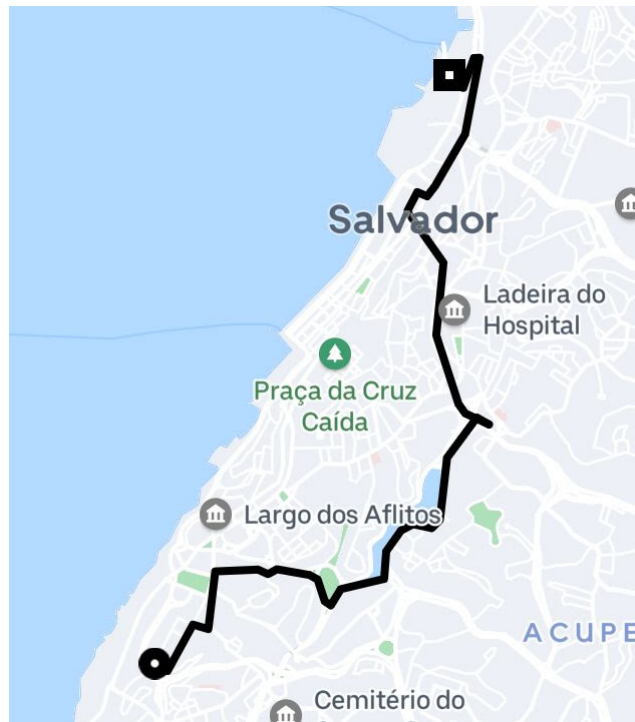 Salvador
Ladeira do
Hospital
Praça da Cruz
Caída
Largo dos Aflitos
ACUPE
Cemitério do